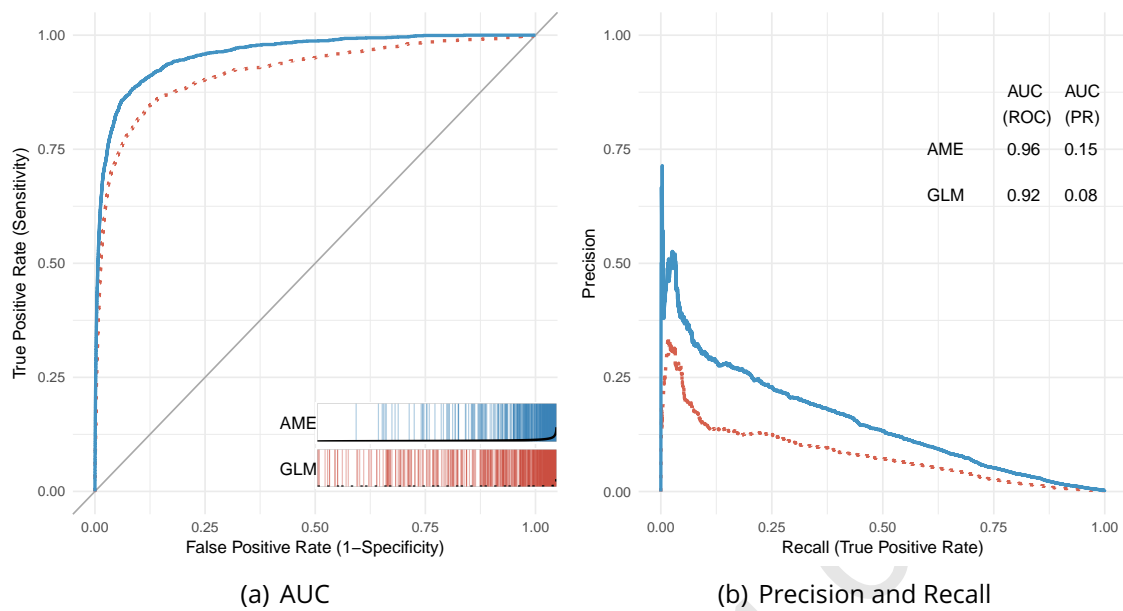 1.00
0.75
0.50
0.25
0.00
True Positive Rate (Sensitivity)
AME
GLM
0.00 0.25 0.50 0.75 1.00
False Positive Rate (1−Specificity)
(a) AUC
1.00
0.75
0.50
0.25
0.00
Precision
AUC AUC
(ROC) (PR)
AME 0.96 0.15
GLM 0.92 0.08
0.00 0.25 0.50 0.75 1.00
Recall (True Positive Rate)
(b) Precision and Recall